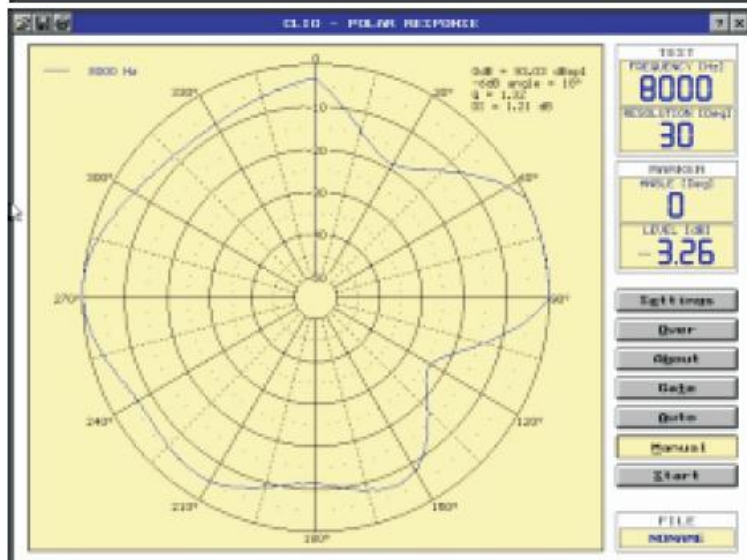 CLIO - POLAR RESPONSE
? X
8000 Hz
0dB = 93.03 dBspl
-6dB angle = 10°
Q = 1.32
DI = 1.21 dB
0
330°
30°
-10
-20
-30
-40
-50
300°
60°
270°
90°
240°
120°
210°
150°
180°
TEST
FREQUENCY [Hz]
8000
RESOLUTION [Deg]
30
MARKER
ANGLE [Deg]
0
LEVEL [dB]
-3.26
Settings
Over
About
Gate
Auto
Manual
Start
FILE
NONAME